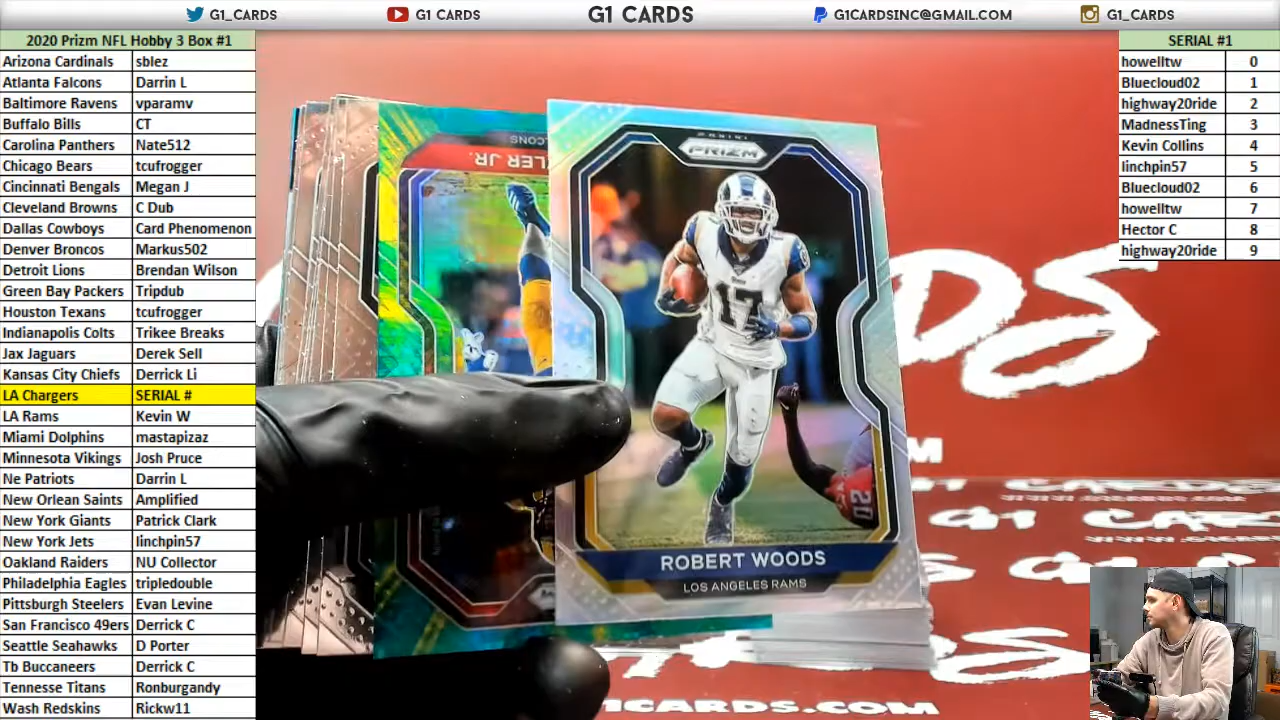 G1_CARDS
G1 CARDS
G1 CARDS
G1CARDSINC@GMAIL.COM
G1_CARDS
2020 Prizm NFL Hobby 3 Box #1
Arizona Cardinals sblez
Atlanta Falcons Darrin L
Baltimore Ravens vparamv
Buffalo Bills CT
Carolina Panthers Nate512
Chicago Bears tcufrogger
Cincinnati Bengals Megan J
Cleveland Browns C Dub
Dallas Cowboys Card Phenomenon
Denver Broncos Markus502
Detroit Lions Brendan Wilson
Green Bay Packers Tripdub
Houston Texans tcufrogger
Indianapolis Colts Trikee Breaks
Jax Jaguars Derek Sell
Kansas City Chiefs Derrick Li
LA Chargers SERIAL #
LA Rams Kevin W
Miami Dolphins mastapizaz
Minnesota Vikings Josh Pruce
Ne Patriots Darrin L
New Orlean Saints Amplified
New York Giants Patrick Clark
New York Jets linchpin57
Oakland Raiders NU Collector
Philadelphia Eagles tripledouble
Pittsburgh Steelers Evan Levine
San Francisco 49ers Derrick C
Seattle Seahawks D Porter
Tb Buccaneers Derrick C
Tennesse Titans Ronburgandy
Wash Redskins Rickw11
SERIAL #1
howelltw 0
Bluecloud02 1
highway20ride 2
MadnessTing 3
Kevin Collins 4
linchpin57 5
Bluecloud02 6
howelltw 7
Hector C 8
highway20ride 9
PRIZM
17
20
ROBERT WOODS
LOS ANGELES RAMS
JR.
DS
M
G1 CARDS
G1CARDS.COM